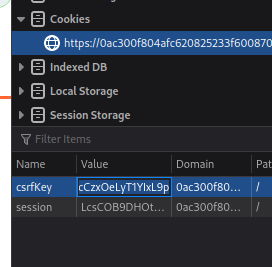 Cookies
https://0ac300f804afc620825233f600870
Indexed DB
Local Storage
Session Storage
Filter Items
Name Value Domain Pat
csrfKey cCzxOeLyT1YIxL9p 0ac300f80... /
session LcsCOB9DHOt... 0ac300f80... /